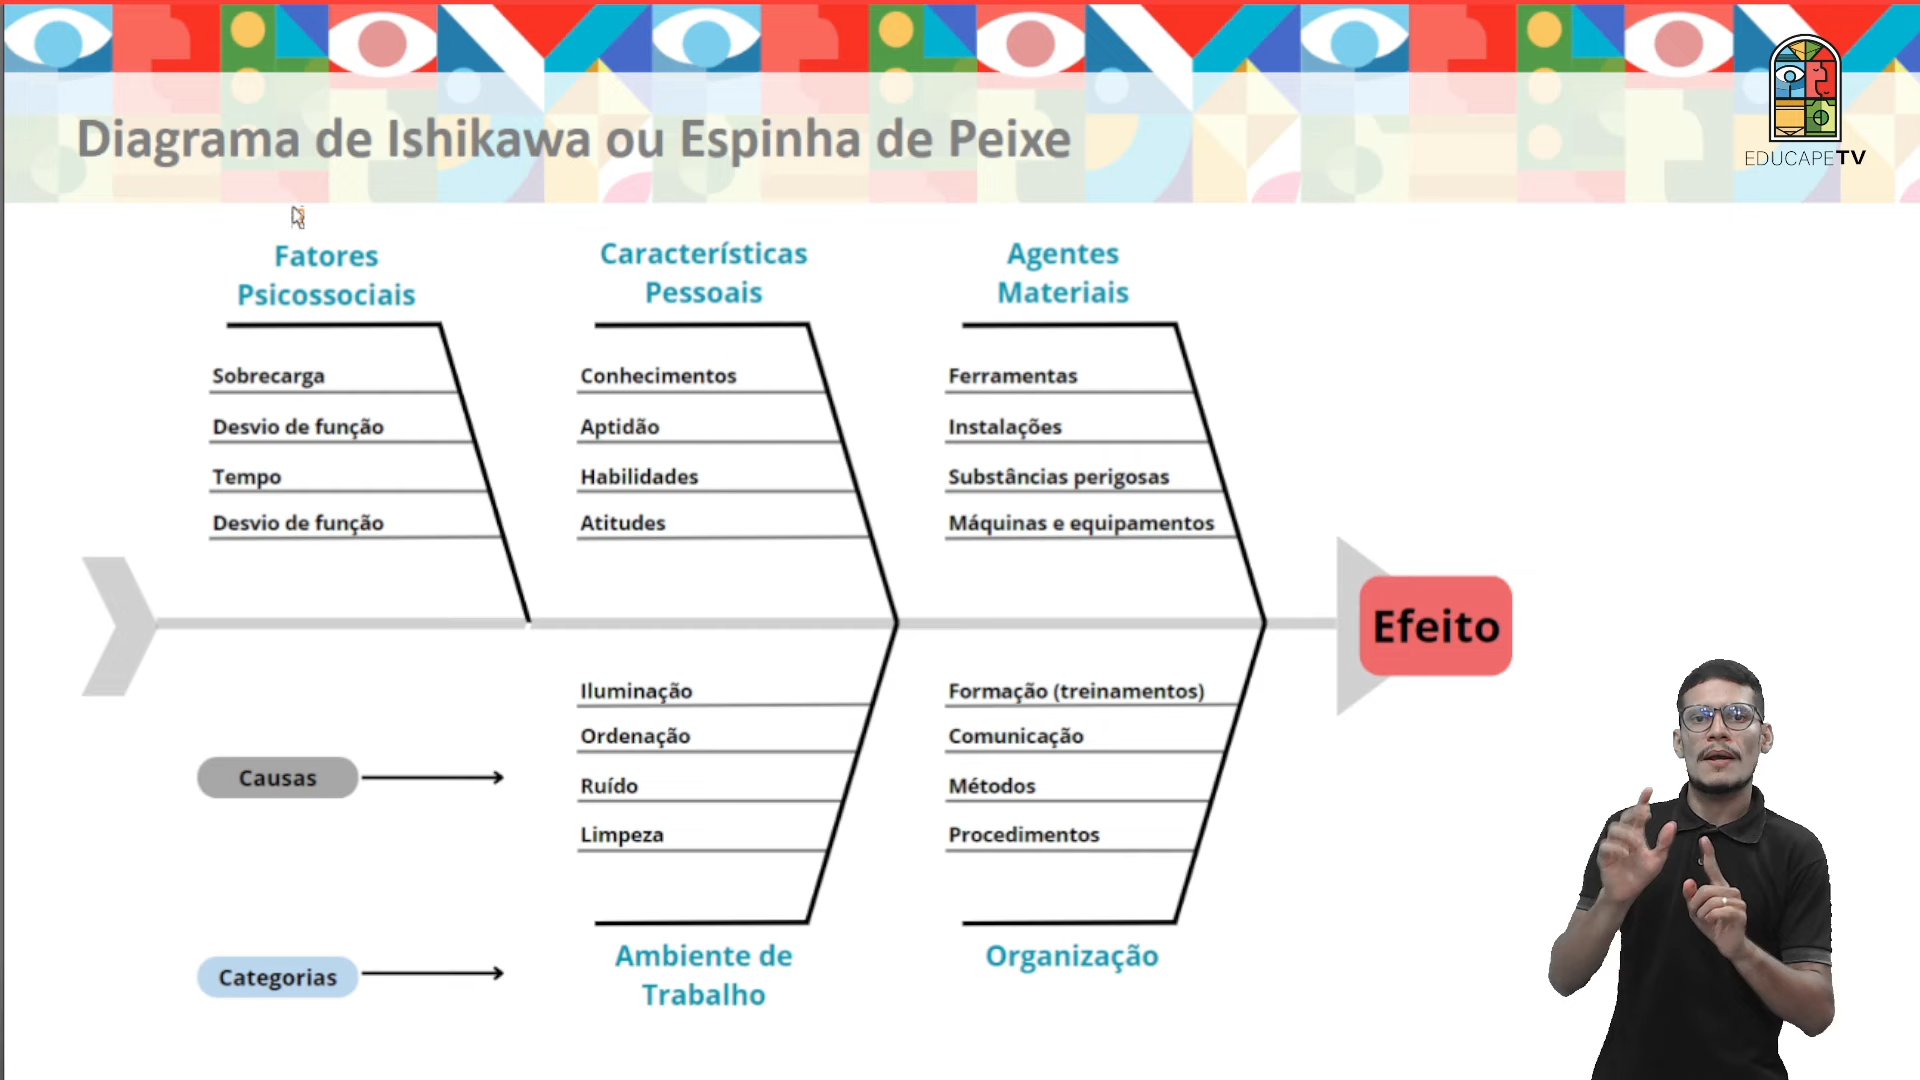 Diagrama de Ishikawa ou Espinha de Peixe
EDUCAPETV
Fatores
Psicossociais
Sobrecarga
Desvio de função
Tempo
Desvio de função
Características
Pessoais
Conhecimentos
Aptidão
Habilidades
Atitudes
Agentes
Materiais
Ferramentas
Instalações
Substâncias perigosas
Máquinas e equipamentos
Efeito
Causas
Categorias
Iluminação
Ordenação
Ruído
Limpeza
Ambiente de
Trabalho
Formação (treinamentos)
Comunicação
Métodos
Procedimentos
Organização